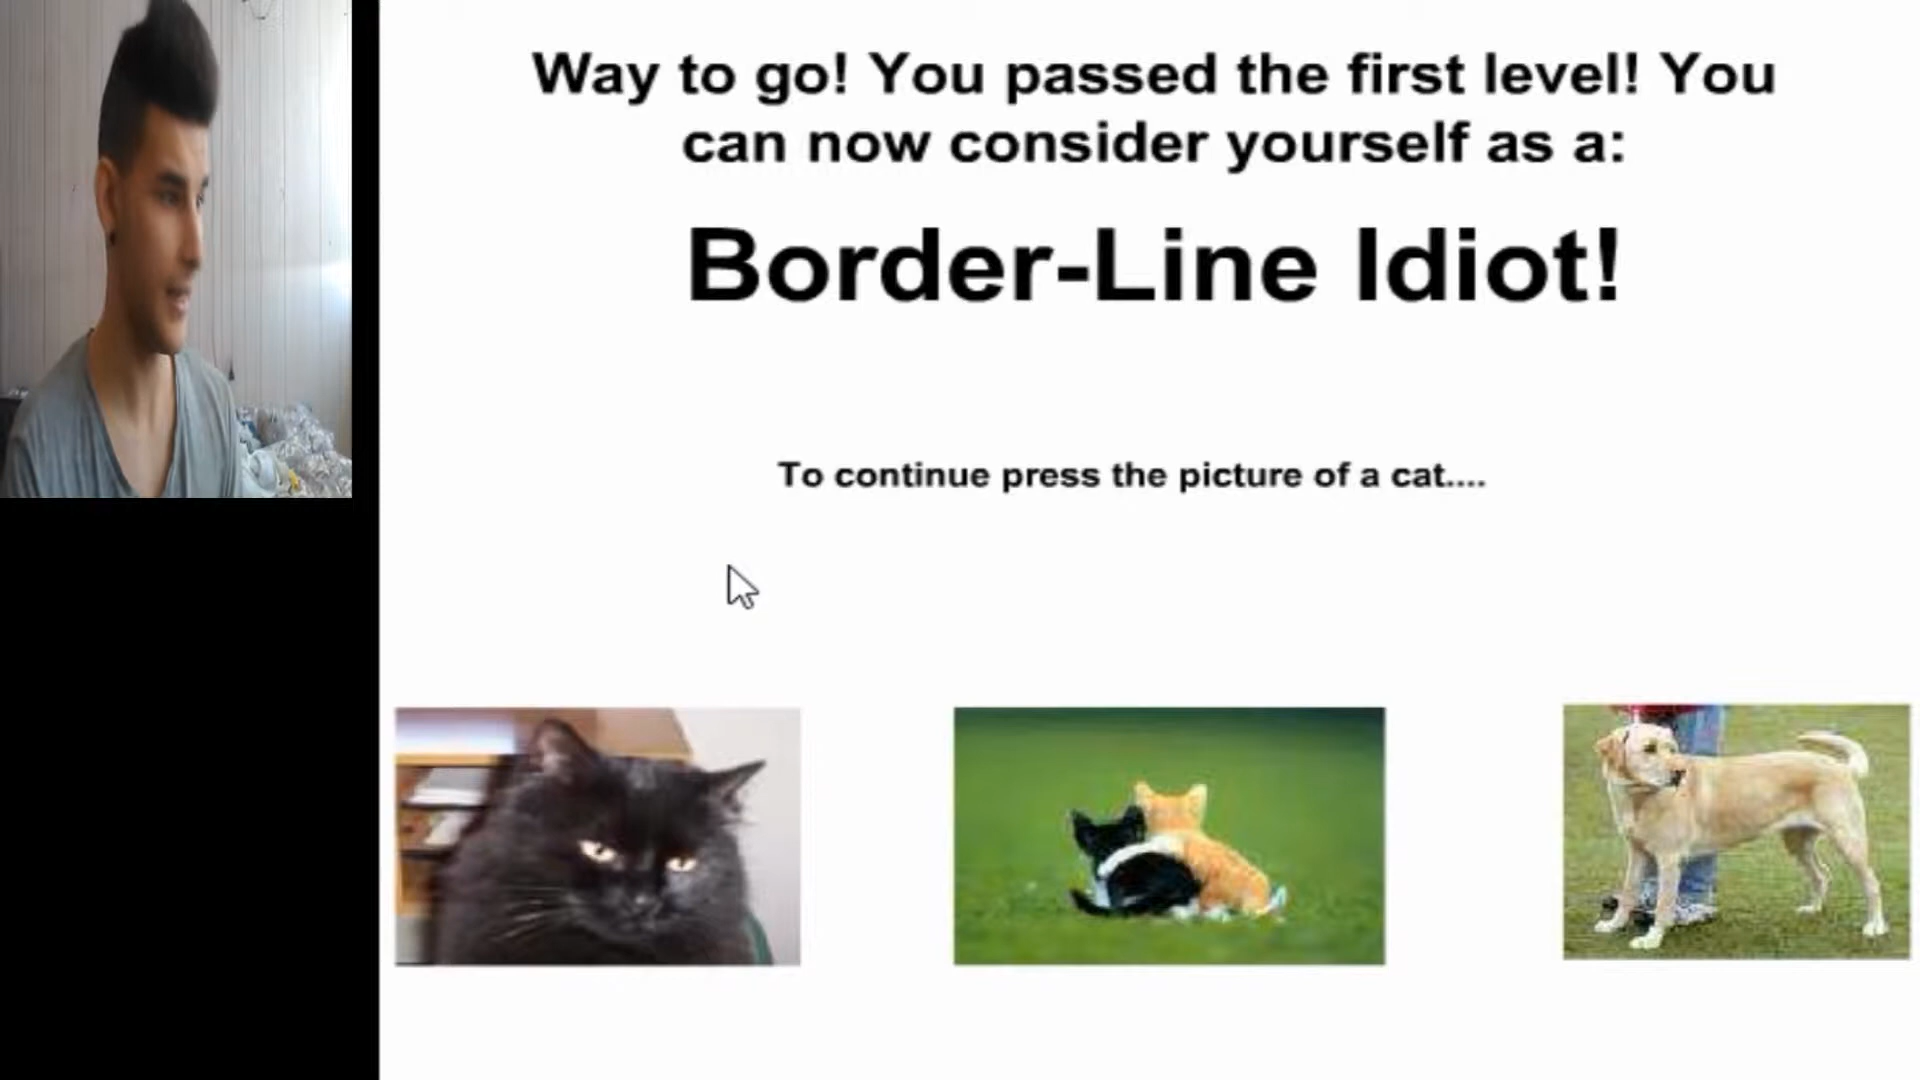 Way to go! You passed the first level! You
can now consider yourself as a:
Border-Line Idiot!
To continue press the picture of a cat....